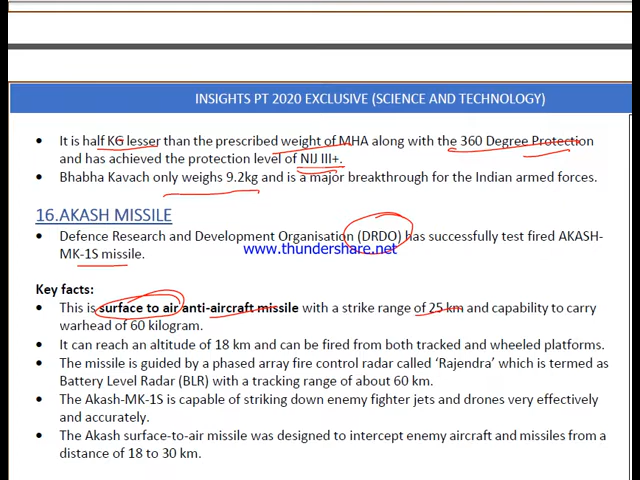 INSIGHTS PT 2020 EXCLUSIVE (SCIENCE AND TECHNOLOGY)
• It is half KG lesser than the prescribed weight of MHA along with the 360 Degree Protection
and has achieved the protection level of NIJ III+.
• Bhabha Kavach only weighs 9.2kg and is a major breakthrough for the Indian armed forces.
16.AKASH MISSILE
• Defence Research and Development Organisation (DRDO) has successfully test fired AKASH-
www.thundershare.net
MK-1S missile.
Key facts:
• This is surface to air anti-aircraft missile with a strike range of 25 km and capability to carry
warhead of 60 kilogram.
• It can reach an altitude of 18 km and can be fired from both tracked and wheeled platforms.
• The missile is guided by a phased array fire control radar called ‘Rajendra’ which is termed as
Battery Level Radar (BLR) with a tracking range of about 60 km.
• The Akash-MK-1S is capable of striking down enemy fighter jets and drones very effectively
and accurately.
• The Akash surface-to-air missile was designed to intercept enemy aircraft and missiles from a
distance of 18 to 30 km.